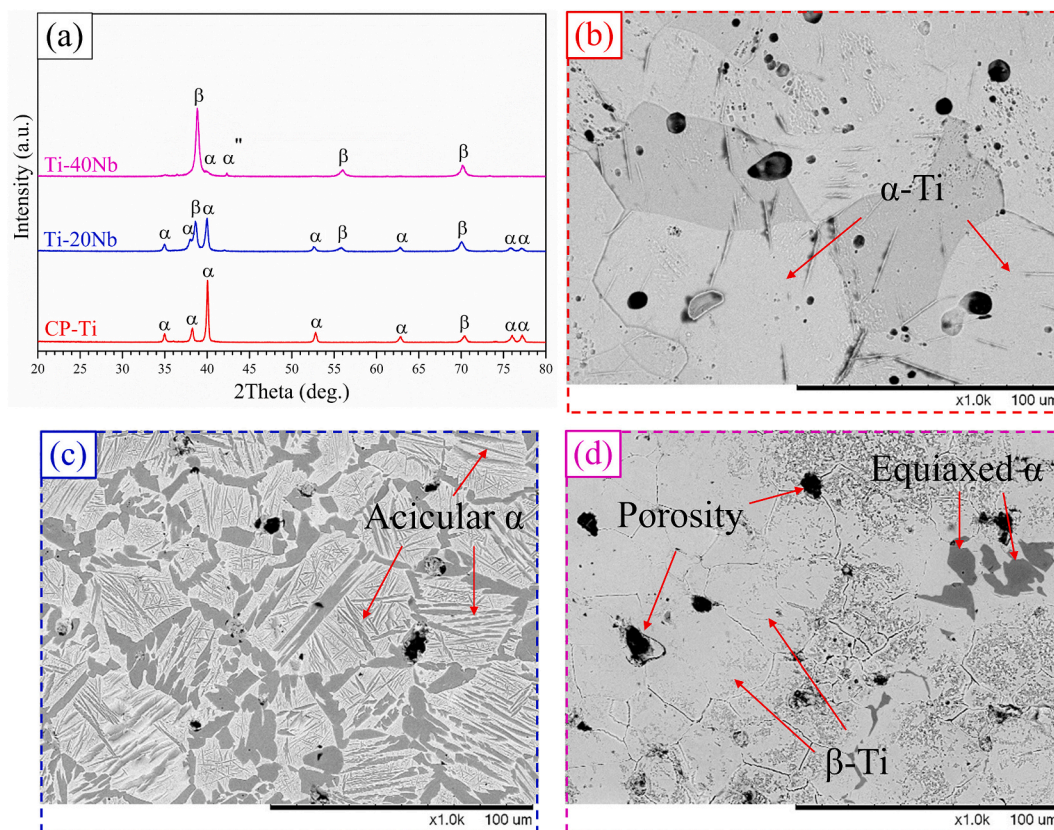 (a)
β
α
α"
β
β
Ti-40Nb
β
α
α
α
α
β
α
β
α α
Ti-20Nb
α
α
α
α
α
β
α α
CP-Ti
20 25 30 35 40 45 50 55 60 65 70 75 80
2Theta (deg.)
Intensity (a.u.)
(b)
α-Ti
x1.0k 100 um
(c)
Acicular α
x1.0k 100 um
(d)
Equiaxed α
Porosity
β-Ti
x1.0k 100 um